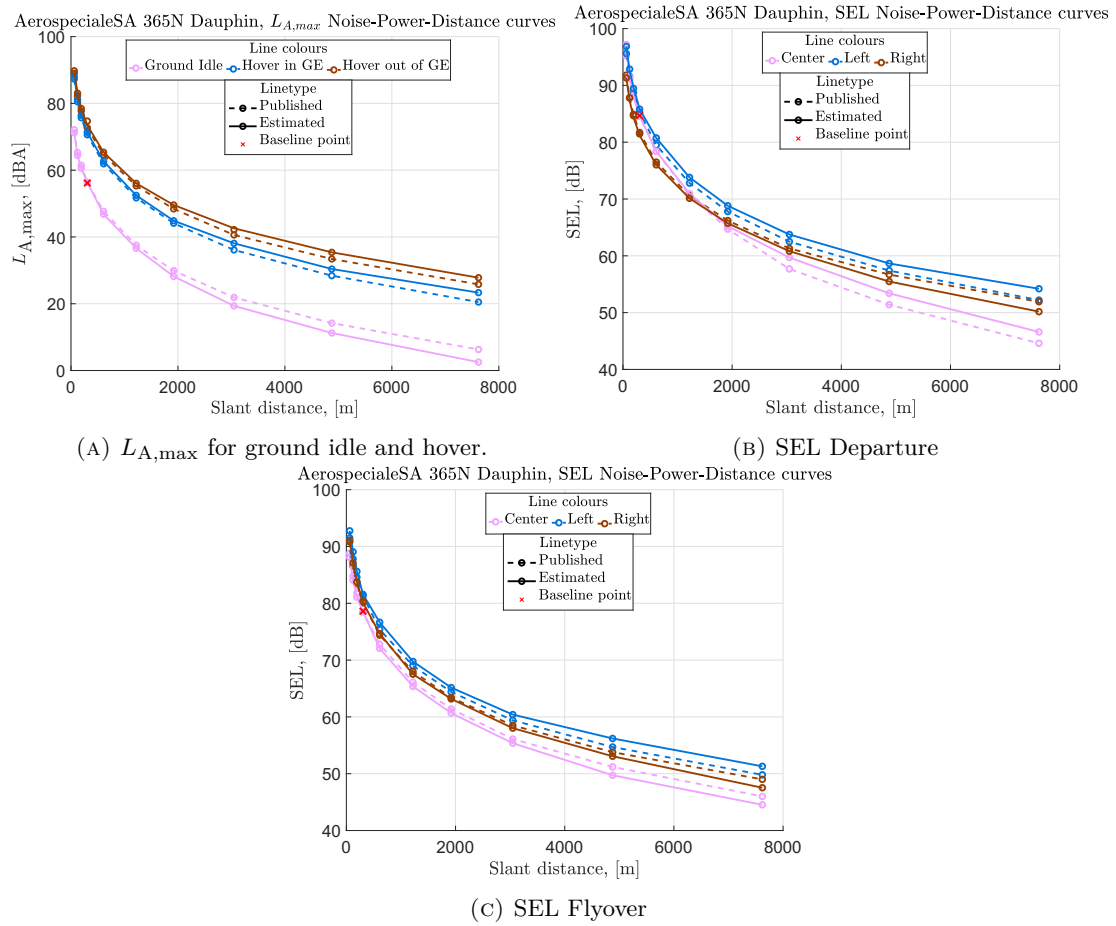 AerospecialeSA 365N Dauphin, L_{A,max} Noise-Power-Distance curves
100
80
60
40
20
0
L_{A,max}, [dBA]
Line colours
Ground Idle Hover in GE Hover out of GE
Linetype
Published
Estimated
Baseline point
0 2000 4000 6000 8000
Slant distance, [m]
(A) L_{A,max} for ground idle and hover.
AerospecialeSA 365N Dauphin, SEL Noise-Power-Distance curves
100
90
80
70
60
50
40
SEL, [dB]
Line colours
Center Left Right
Linetype
Published
Estimated
Baseline point
0 2000 4000 6000 8000
Slant distance, [m]
(B) SEL Departure
AerospecialeSA 365N Dauphin, SEL Noise-Power-Distance curves
100
90
80
70
60
50
40
SEL, [dB]
Line colours
Center Left Right
Linetype
Published
Estimated
Baseline point
0 2000 4000 6000 8000
Slant distance, [m]
(C) SEL Flyover